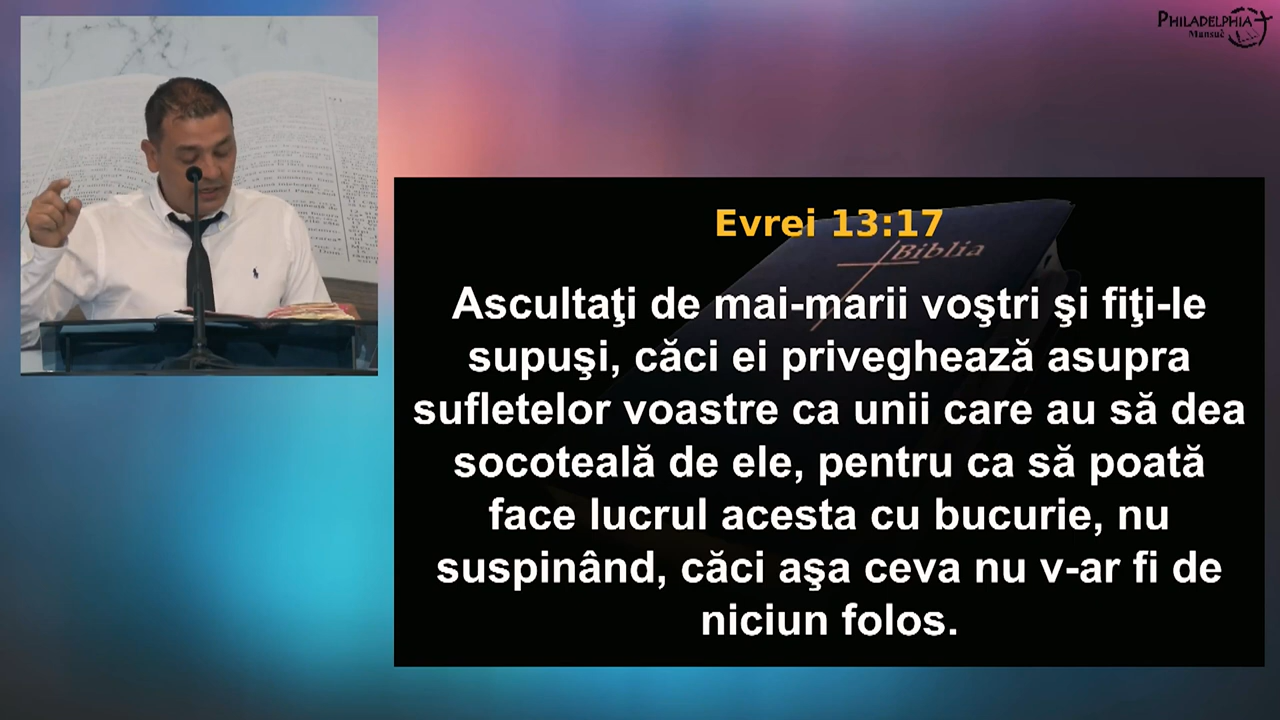 PHILADELPHIA
Mansuè
Evrei 13:17
Biblia
Ascultaţi de mai-marii voştri şi fiţi-le
supuşi, căci ei priveghează asupra
sufletelor voastre ca unii care au să dea
socoteală de ele, pentru ca să poată
face lucrul acesta cu bucurie, nu
suspinând, căci aşa ceva nu v-ar fi de
niciun folos.